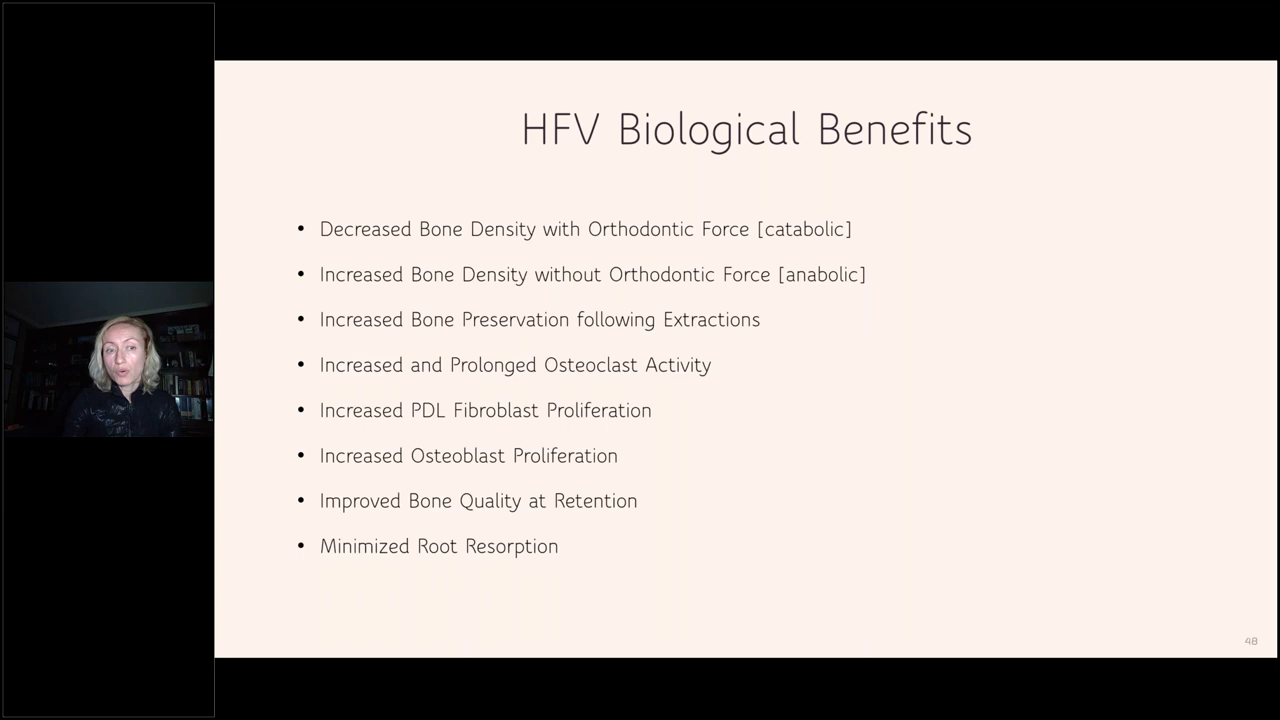 HFV Biological Benefits
• Decreased Bone Density with Orthodontic Force [catabolic]
• Increased Bone Density without Orthodontic Force [anabolic]
• Increased Bone Preservation following Extractions
• Increased and Prolonged Osteoclast Activity
• Increased PDL Fibroblast Proliferation
• Increased Osteoblast Proliferation
• Improved Bone Quality at Retention
• Minimized Root Resorption
48